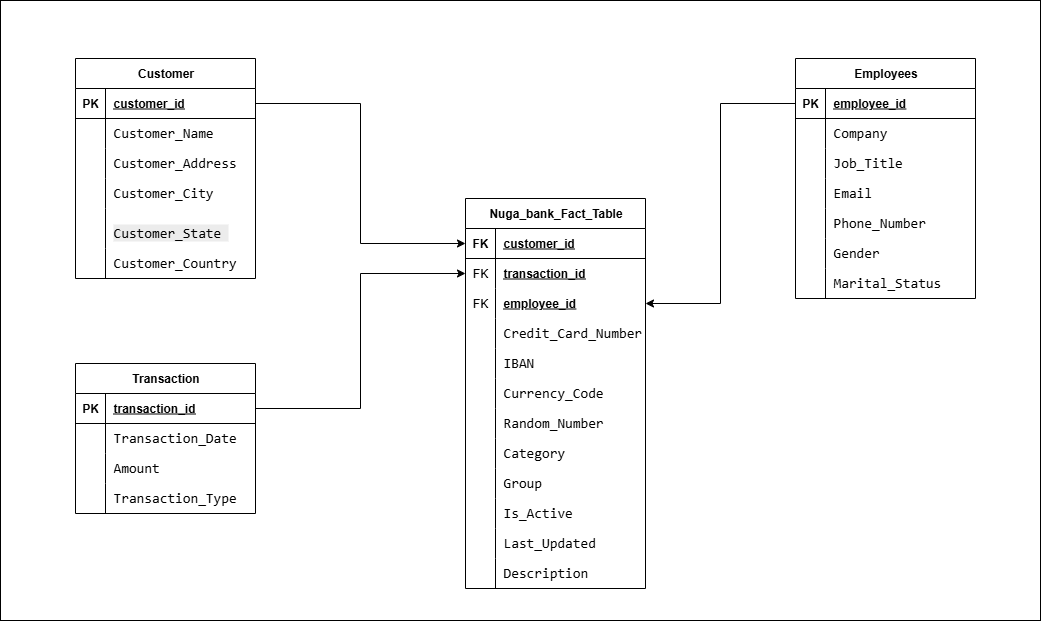 Customer
PK customer_id
Customer_Name
Customer_Address
Customer_City
Customer_State
Customer_Country
Transaction
PK transaction_id
Transaction_Date
Amount
Transaction_Type
Nuga_bank_Fact_Table
FK customer_id
FK transaction_id
FK employee_id
Credit_Card_Number
IBAN
Currency_Code
Random_Number
Category
Group
Is_Active
Last_Updated
Description
Employees
PK employee_id
Company
Job_Title
Email
Phone_Number
Gender
Marital_Status